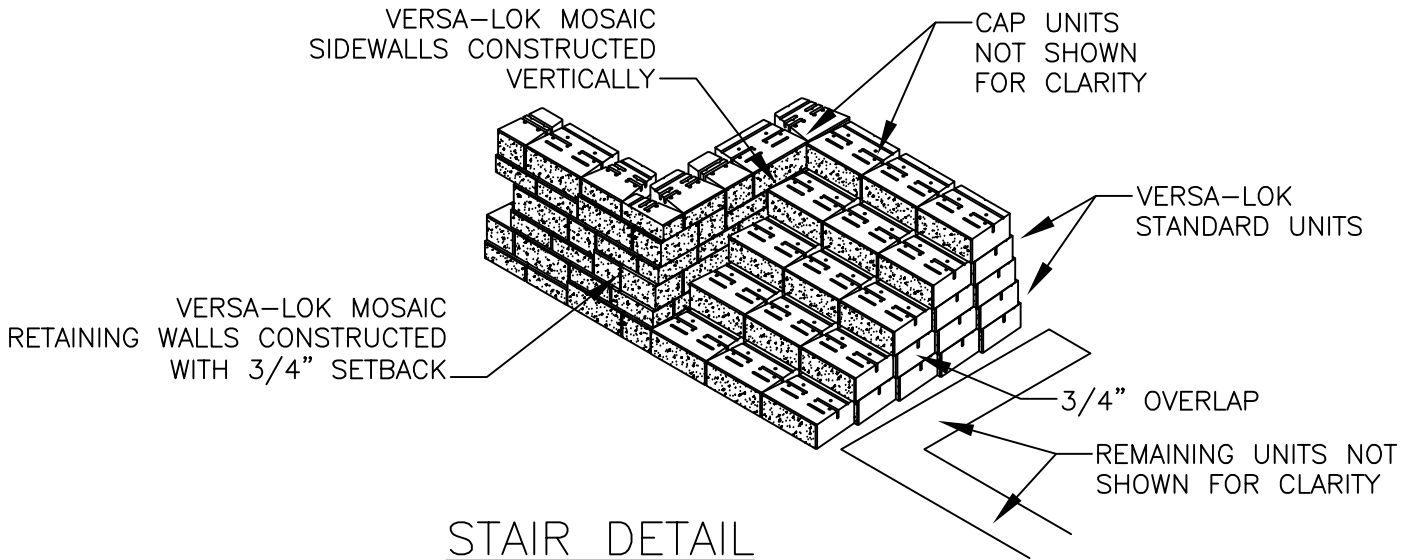 VERSA-LOK MOSAIC
SIDEWALLS CONSTRUCTED
VERTICALLY
CAP UNITS
NOT SHOWN
FOR CLARITY
VERSA-LOK
STANDARD UNITS
VERSA-LOK MOSAIC
RETAINING WALLS CONSTRUCTED
WITH 3/4" SETBACK
3/4" OVERLAP
REMAINING UNITS NOT
SHOWN FOR CLARITY
STAIR DETAIL